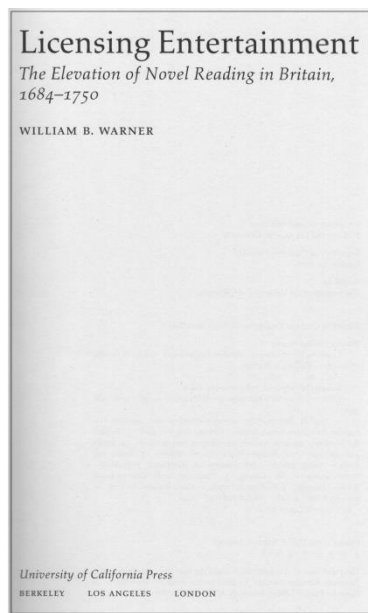 Licensing Entertainment
The Elevation of Novel Reading in Britain,
1684–1750
WILLIAM B. WARNER
University of California Press
BERKELEY LOS ANGELES LONDON